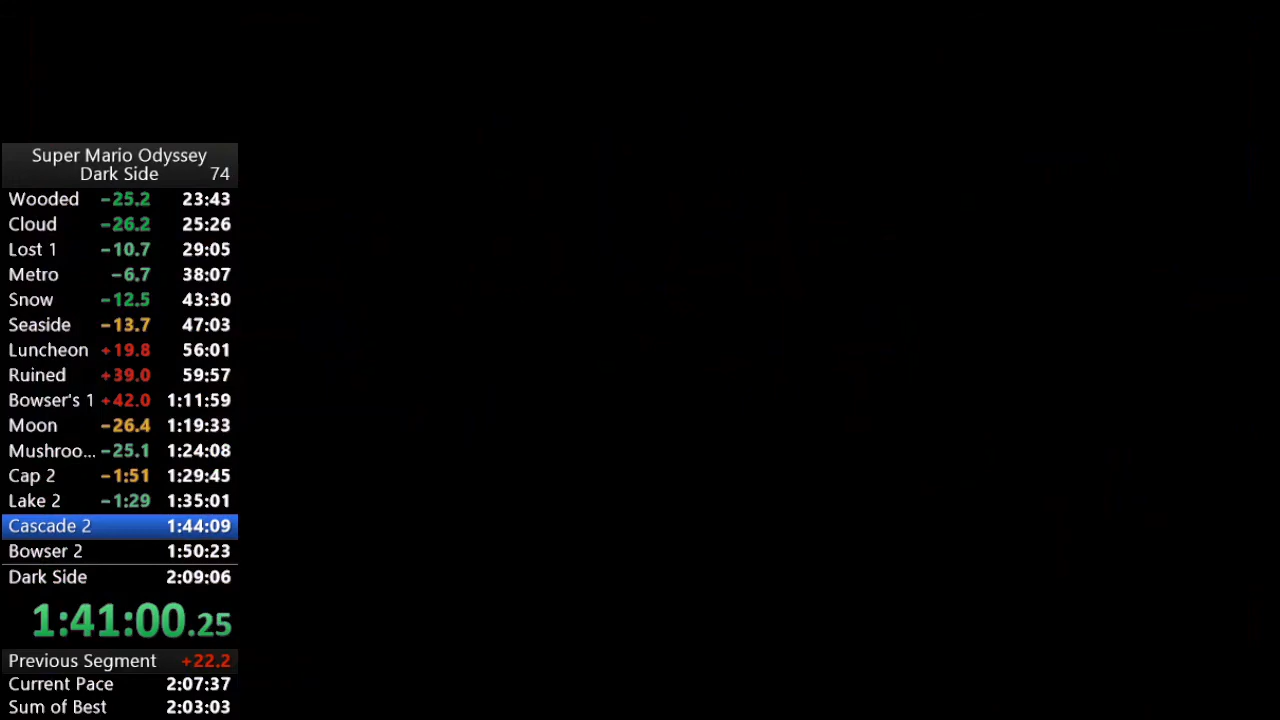 Super Mario Odyssey
Dark Side 74
Wooded −25.2 23:43
Cloud −26.2 25:26
Lost 1 −10.7 29:05
Metro −6.7 38:07
Snow −12.5 43:30
Seaside −13.7 47:03
Luncheon +19.8 56:01
Ruined +39.0 59:57
Bowser's 1 +42.0 1:11:59
Moon −26.4 1:19:33
Mushroo... −25.1 1:24:08
Cap 2 −1:51 1:29:45
Lake 2 −1:29 1:35:01
Cascade 2 1:44:09
Bowser 2 1:50:23
Dark Side 2:09:06
1:41:00.25
Previous Segment +22.2
Current Pace 2:07:37
Sum of Best 2:03:03